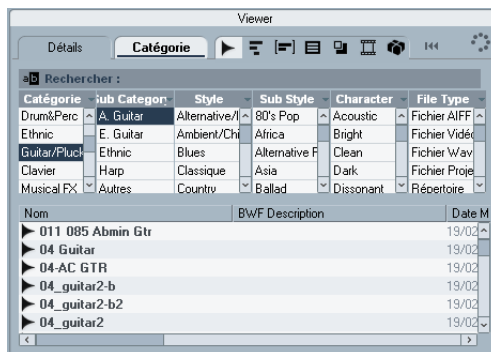 Viewer
Détails Catégorie
ab Rechercher :
Catégorie Sub Categor Style Sub Style Character File Type
Drum&Perc A. Guitar Alternative/I 80's Pop Acoustic Fichier AIFF
Ethnic E. Guitar Ambient/Chi Africa Bright Fichier Vidéo
Guitar/Pluck Ethnic Blues Alternative F Clean Fichier Wav
Clavier Harp Classique Asia Dark Fichier Proje
Musical FX Autres Country Ballad Dissonant Répertoire
Nom BWF Description Date M
011 085 Abmin Gtr 19/02
04 Guitar 19/02
04-AC GTR 19/02
04_guitar2-b 19/02
04_guitar2-b2 19/02
04_guitar2 19/02